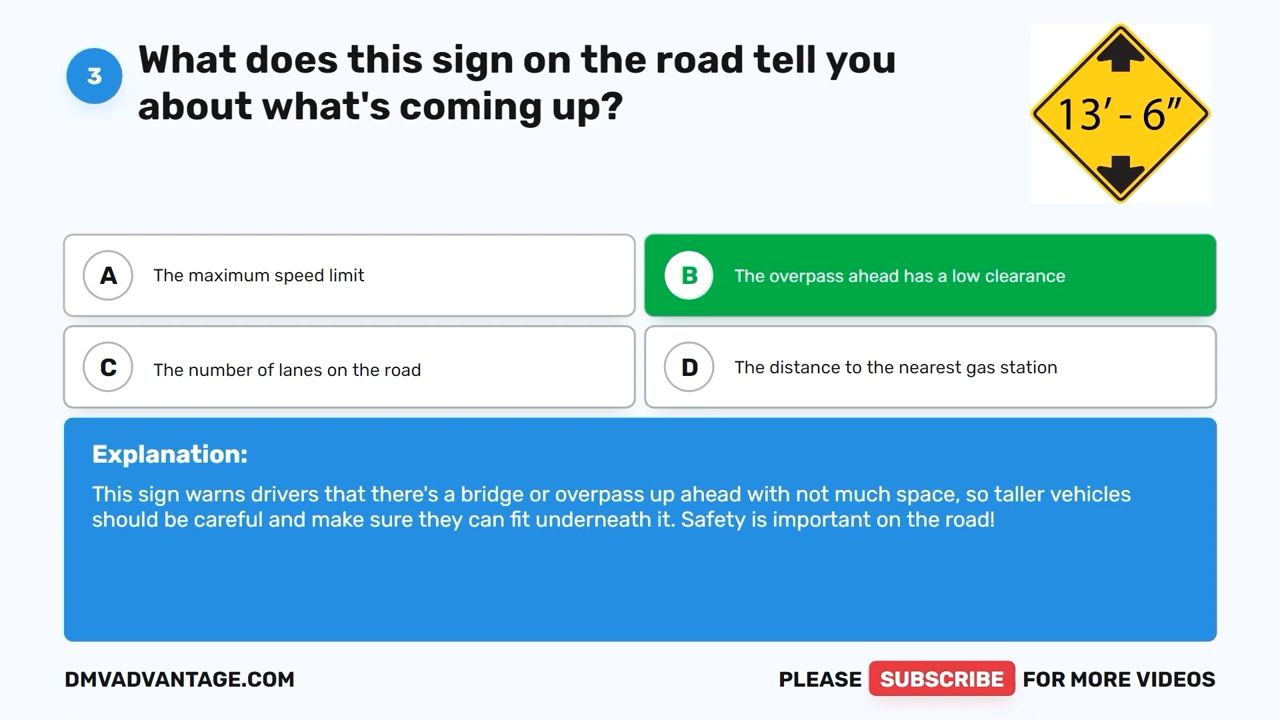 3
What does this sign on the road tell you
about what's coming up?
13' - 6"
A
The maximum speed limit
B
The overpass ahead has a low clearance
C
The number of lanes on the road
D
The distance to the nearest gas station
Explanation:
This sign warns drivers that there's a bridge or overpass up ahead with not much space, so taller vehicles
should be careful and make sure they can fit underneath it. Safety is important on the road!
DMVADVANTAGE.COM
PLEASE SUBSCRIBE FOR MORE VIDEOS